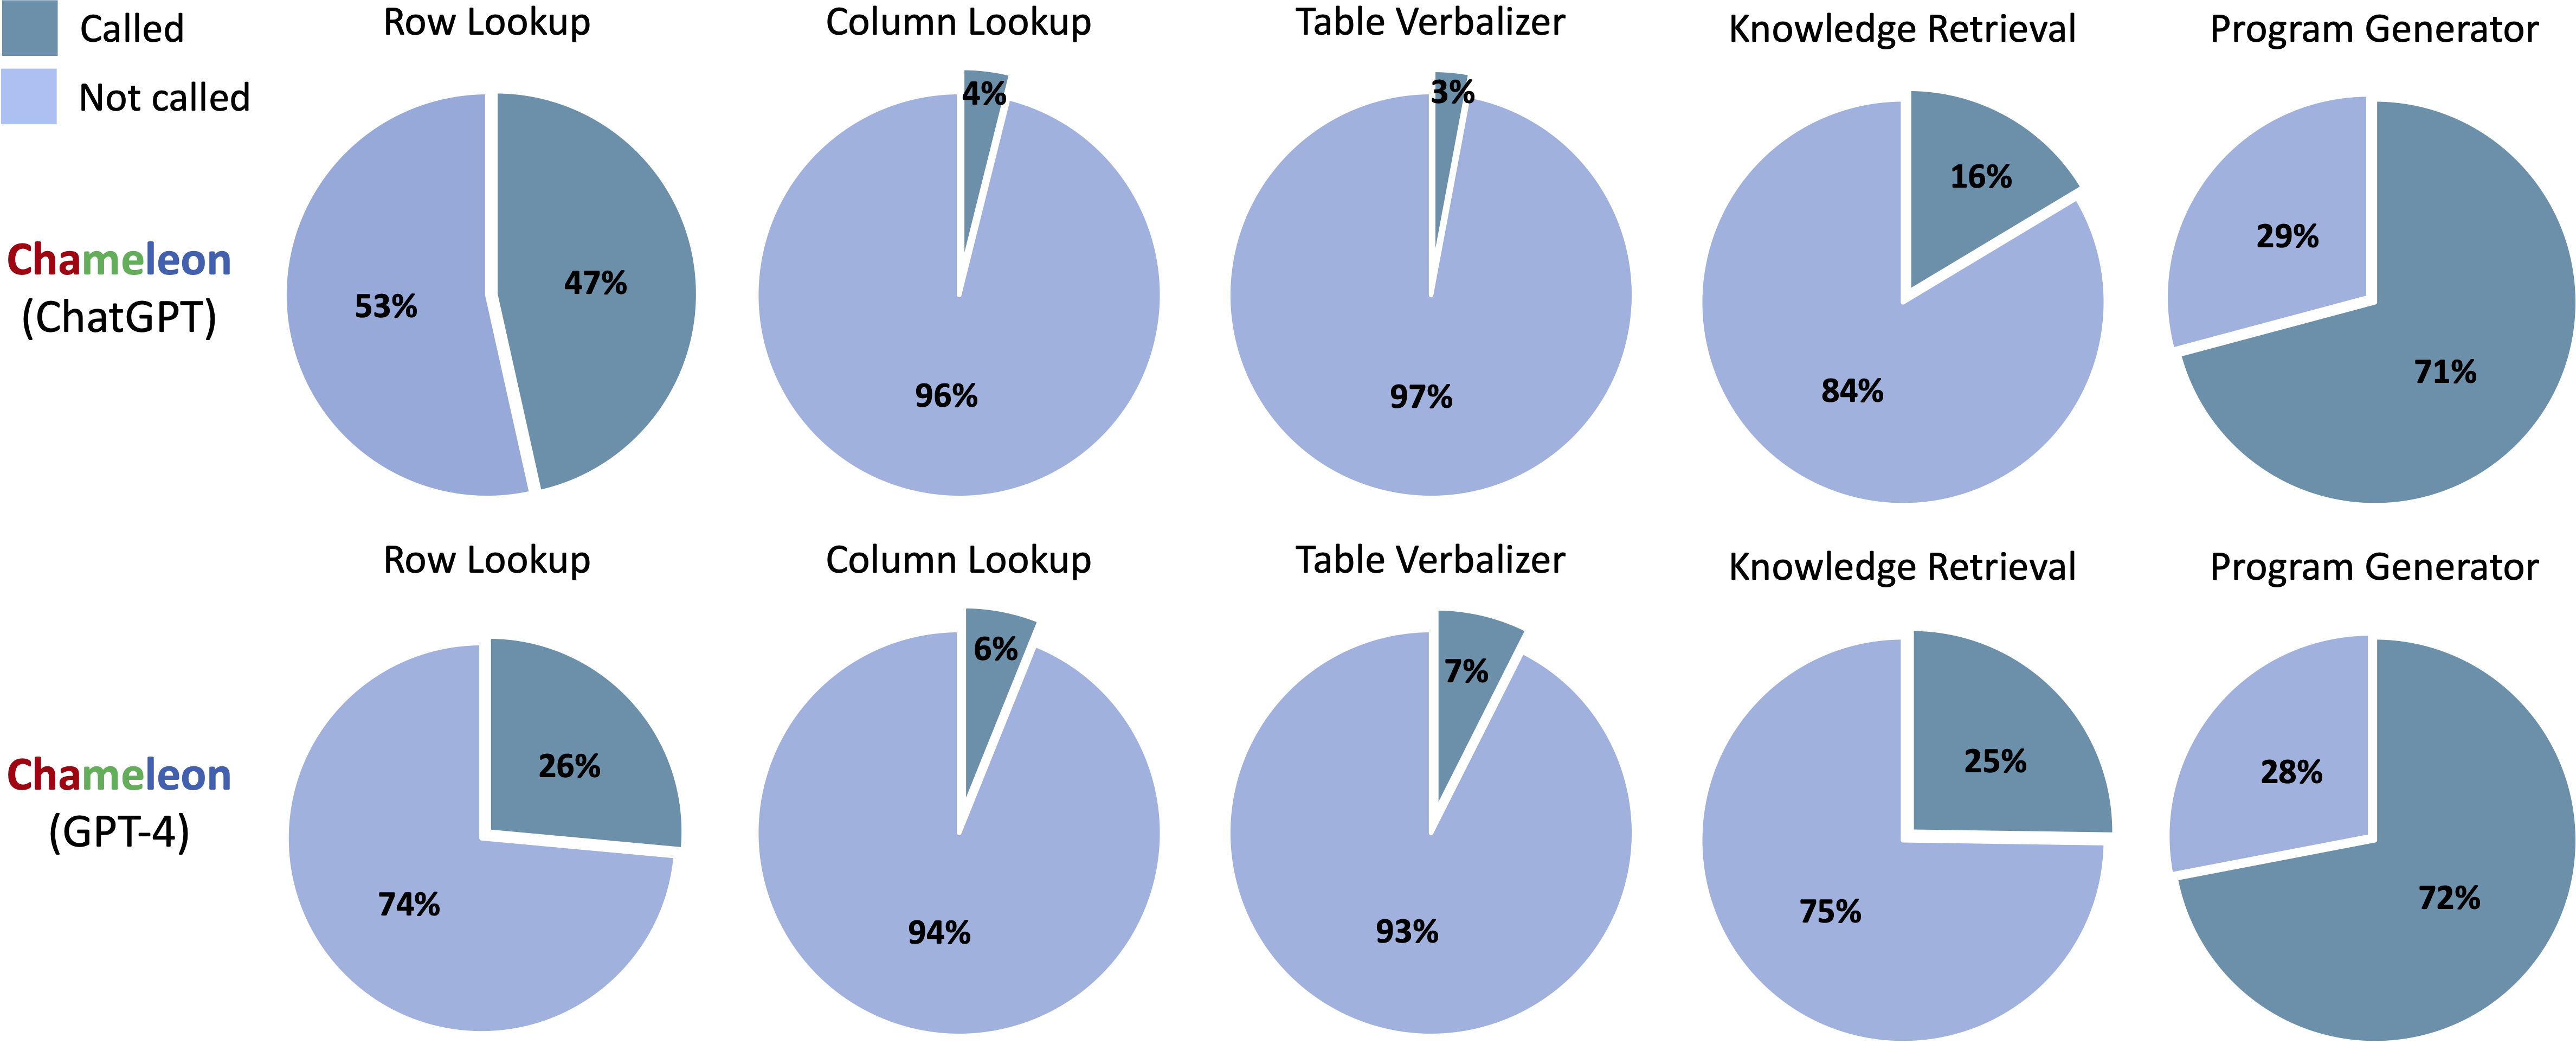 Called
Not called
Row Lookup
Column Lookup
Table Verbalizer
Knowledge Retrieval
Program Generator
Chameleon
(ChatGPT)
53%
47%
4%
96%
3%
97%
16%
84%
29%
71%
Row Lookup
Column Lookup
Table Verbalizer
Knowledge Retrieval
Program Generator
Chameleon
(GPT-4)
26%
74%
6%
94%
7%
93%
25%
75%
28%
72%